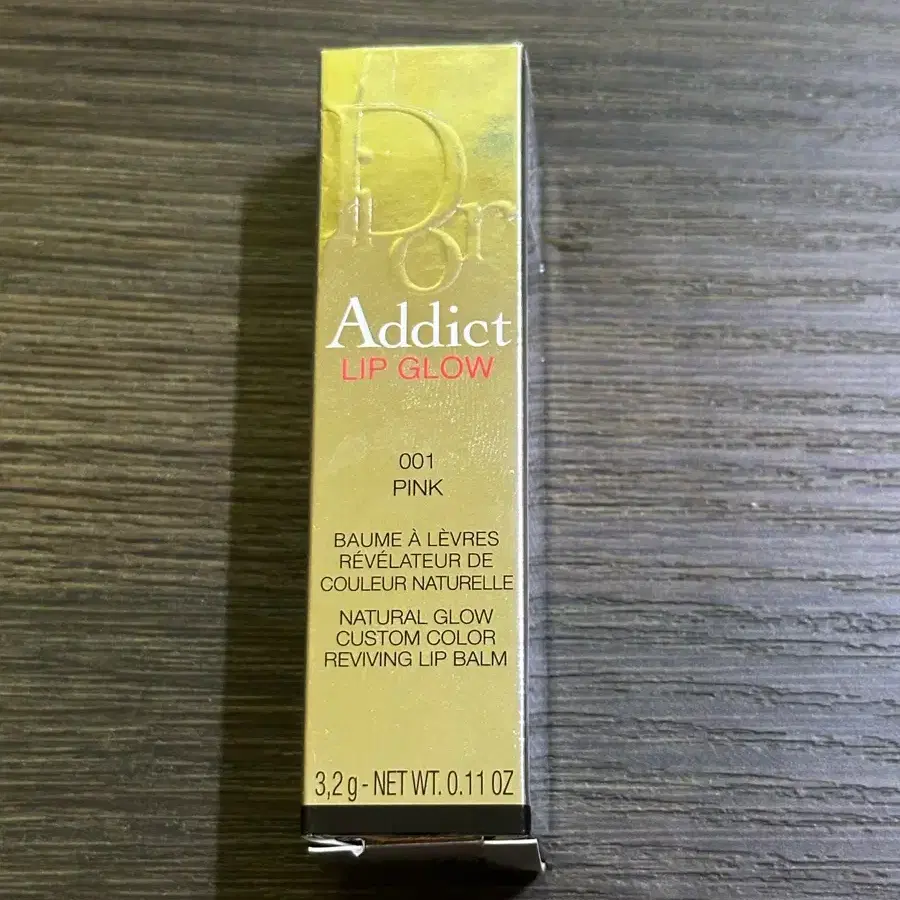 Dior
Addict
LIP GLOW
001
PINK
BAUME À LÈVRES
RÉVÉLATEUR DE
COULEUR NATURELLE
NATURAL GLOW
CUSTOM COLOR
REVIVING LIP BALM
3,2 g - NET WT. 0.11 OZ